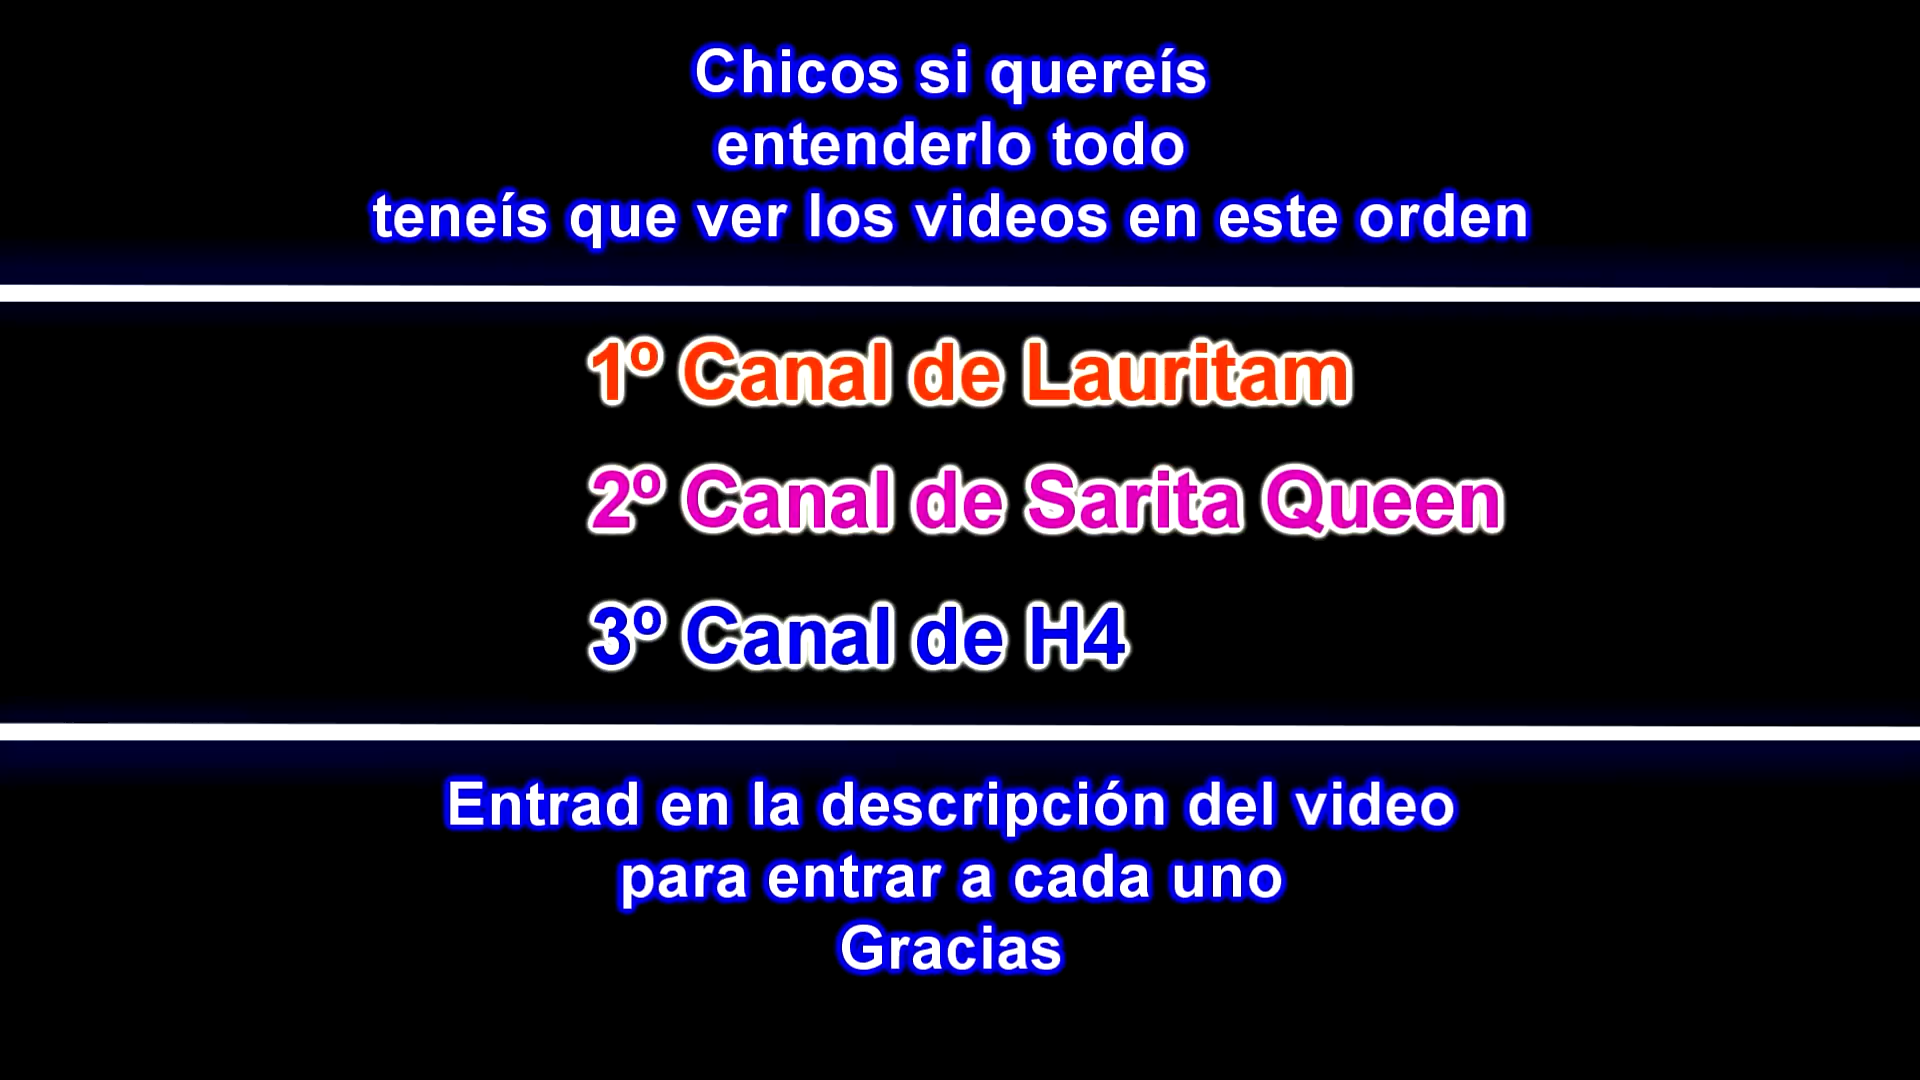 Chicos si quereís
entenderlo todo
teneís que ver los videos en este orden
1º Canal de Lauritam
2º Canal de Sarita Queen
3º Canal de H4
Entrad en la descripción del video
para entrar a cada uno
Gracias